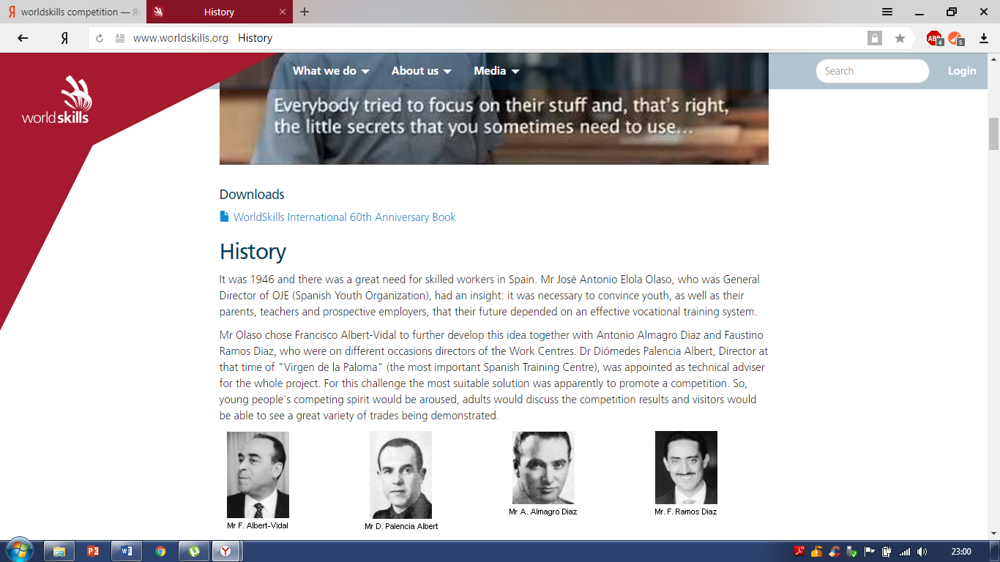 worldskills competition — Я
History
www.worldskills.org History
ABP
4
5
What we do
About us
Media
Search
Login
world skills
Everybody tried to focus on their stuff and, that's right,
the little secrets that you sometimes need to use...
Downloads
WorldSkills International 60th Anniversary Book
History
It was 1946 and there was a great need for skilled workers in Spain. Mr José Antonio Elola Olaso, who was General
Director of OJE (Spanish Youth Organization), had an insight: it was necessary to convince youth, as well as their
parents, teachers and prospective employers, that their future depended on an effective vocational training system.
Mr Olaso chose Francisco Albert-Vidal to further develop this idea together with Antonio Almagro Diaz and Faustino
Ramos Diaz, who were on different occasions directors of the Work Centres. Dr Diómedes Palencia Albert, Director at
that time of "Virgen de la Paloma" (the most important Spanish Training Centre), was appointed as technical adviser
for the whole project. For this challenge the most suitable solution was apparently to promote a competition. So,
young people's competing spirit would be aroused, adults would discuss the competition results and visitors would
be able to see a great variety of trades being demonstrated.
Mr F. Albert-Vidal
Mr D. Palencia Albert
Mr A. Almagro Diaz
Mr. F. Ramos Diaz
23:00